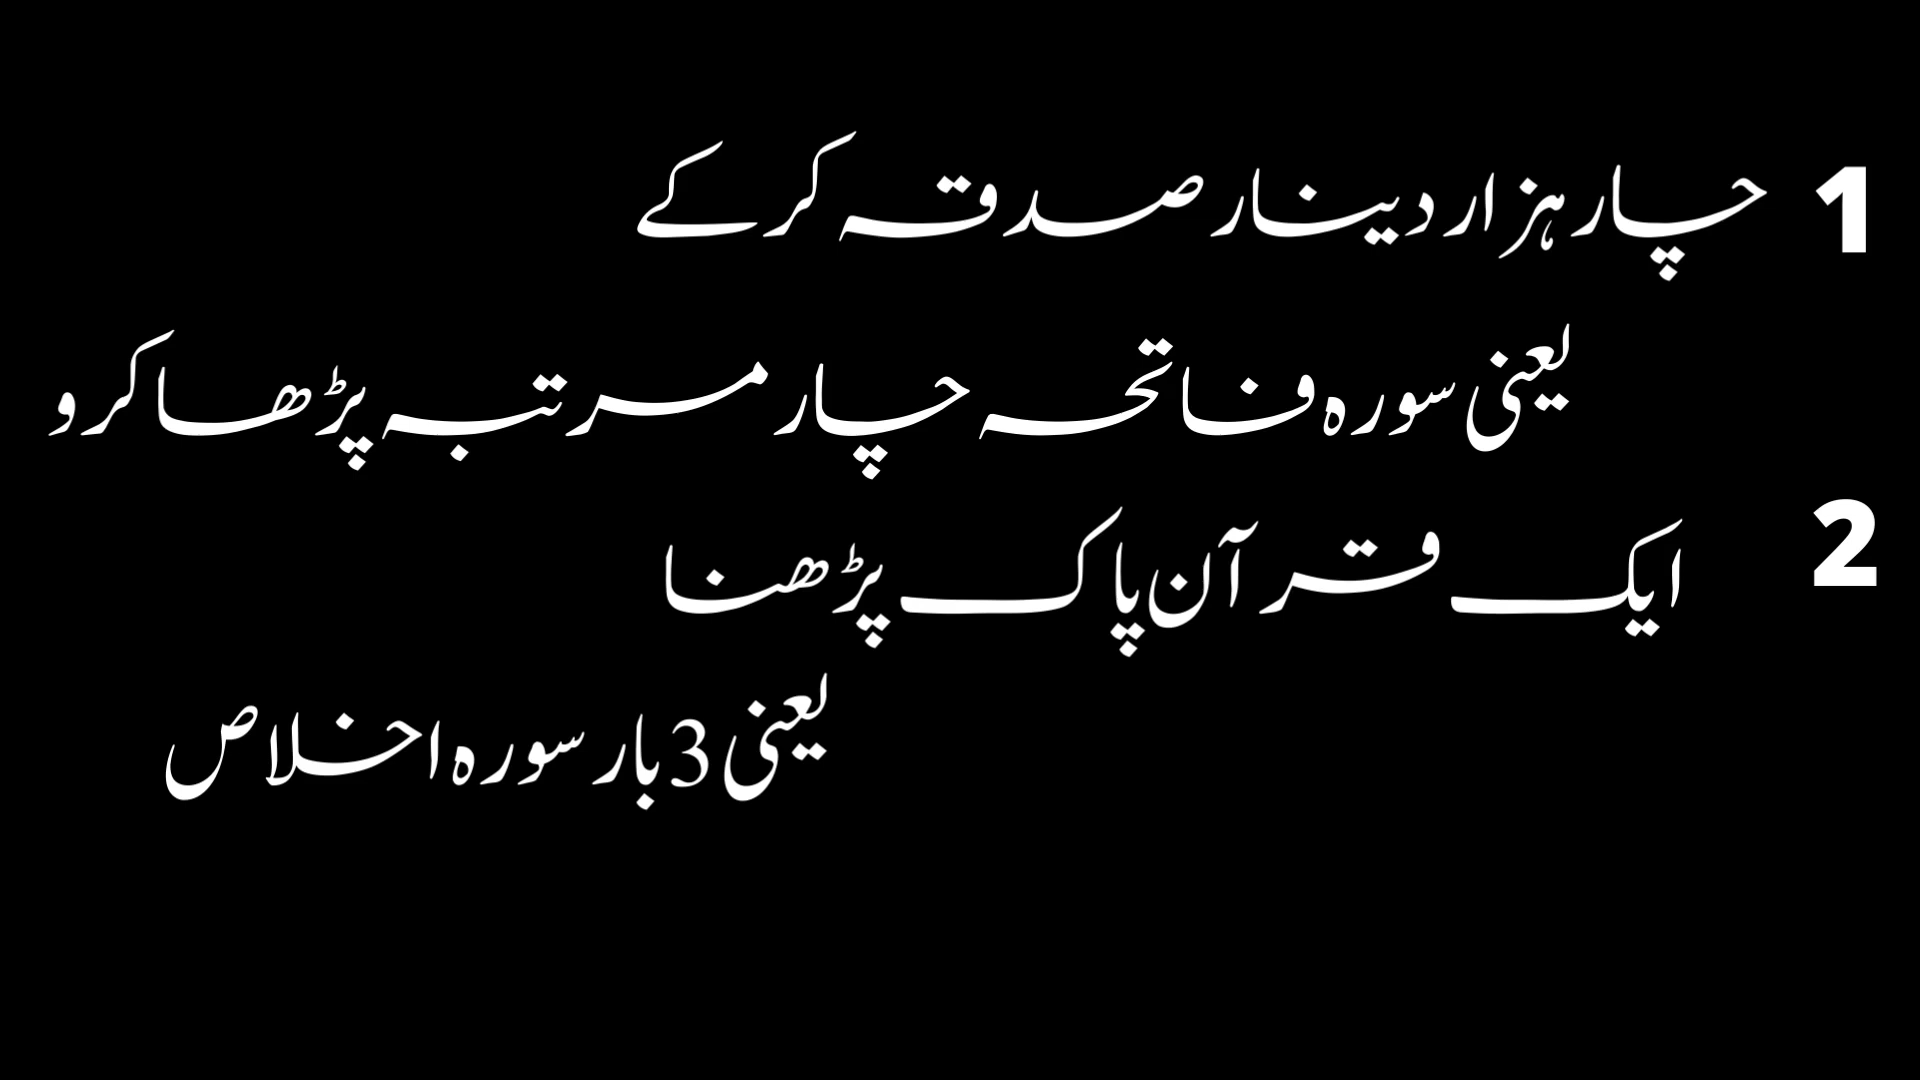 1 چار ہزار دینار صدقہ کرکے
یعنی سورہ فاتحہ چار مرتبہ پڑھا کرو
2 ایک قرآن پاک پڑھنا
یعنی 3 بار سورہ اخلاص